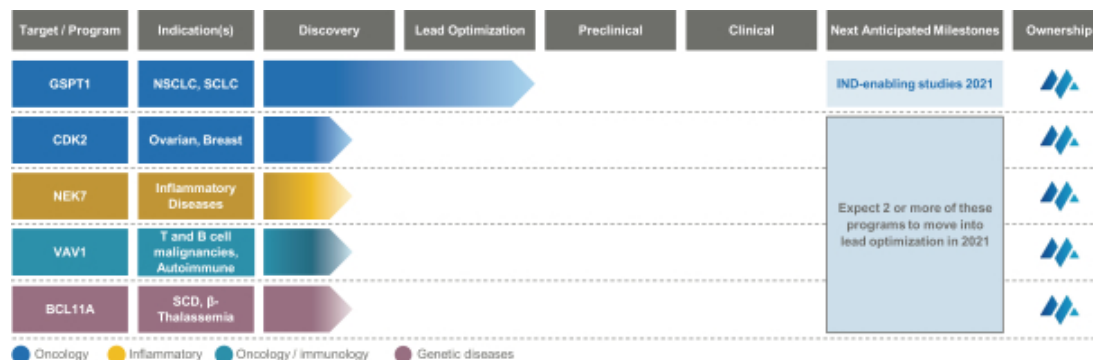 Target / Program Indication(s) Discovery Lead Optimization Preclinical Clinical Next Anticipated Milestones Ownership
GSPT1 NSCLC, SCLC IND-enabling studies 2021
CDK2 Ovarian, Breast
NEK7 Inflammatory
Diseases
Expect 2 or more of these
programs to move into
lead optimization in 2021
VAV1 T and B cell
malignancies,
Autoimmune
BCL11A SCD, β-
Thalassemia
Oncology Inflammatory Oncology / immunology Genetic diseases